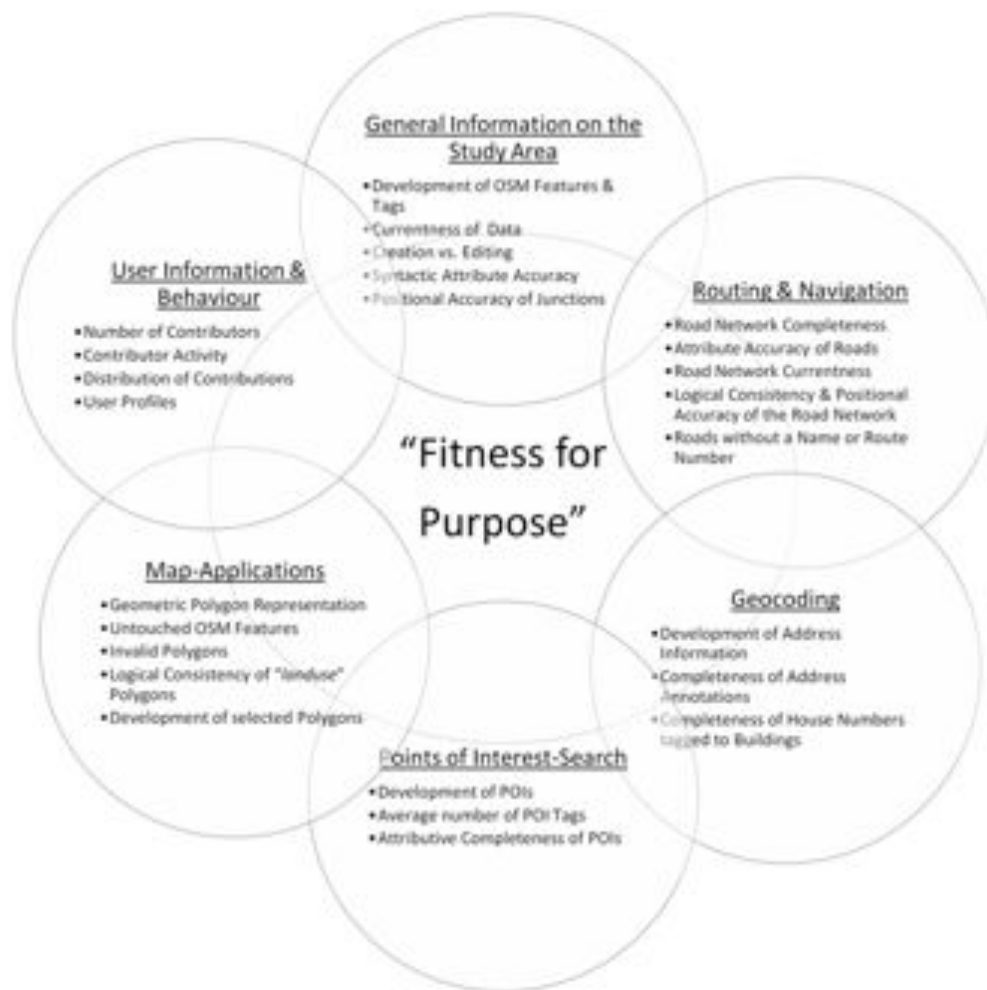 General Information on the
Study Area
•Development of OSM Features &
Tags
•Currentness of Data
•Creation vs. Editing
•Syntactic Attribute Accuracy
•Positional Accuracy of Junctions
User Information &
Behaviour
•Number of Contributors
•Contributor Activity
•Distribution of Contributions
•User Profiles
Routing & Navigation
•Road Network Completeness
•Attribute Accuracy of Roads
•Road Network Currentness
•Logical Consistency & Positional
Accuracy of the Road Network
•Roads without a Name or Route
Number
“Fitness for
Purpose”
Map-Applications
•Geometric Polygon Representation
•Untouched OSM Features
•Invalid Polygons
•Logical Consistency of “landuse”
Polygons
•Development of selected Polygons
Geocoding
•Development of Address
Information
•Completeness of Address
Annotations
•Completeness of House Numbers
tagged to Buildings
Points of Interest-Search
•Development of POIs
•Average number of POI Tags
•Attributive Completeness of POIs